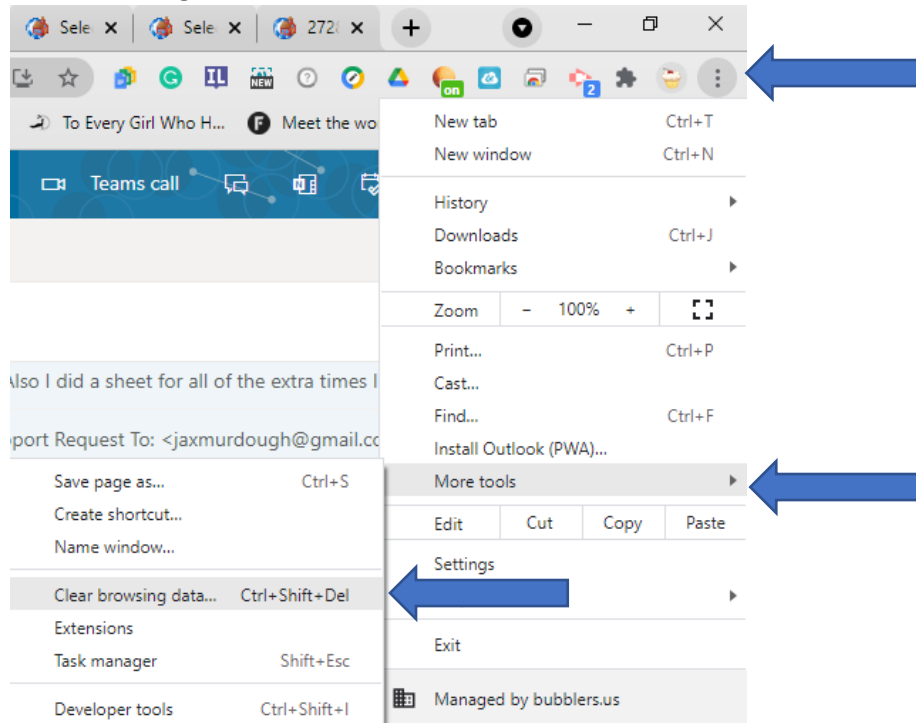 Sele
Sele
272
IL
NEW
on
2
To Every Girl Who H...
Meet the wo
Teams call
New tab Ctrl+T
New window Ctrl+N
History
Downloads Ctrl+J
Bookmarks
Zoom - 100% +
Print... Ctrl+P
Cast...
Find... Ctrl+F
Install Outlook (PWA)...
More tools
Edit Cut Copy Paste
Settings
Exit
Managed by bubblers.us
Also I did a sheet for all of the extra times I
port Request To: <jaxmurdough@gmail.co
Save page as... Ctrl+S
Create shortcut...
Name window...
Clear browsing data... Ctrl+Shift+Del
Extensions
Task manager Shift+Esc
Developer tools Ctrl+Shift+I